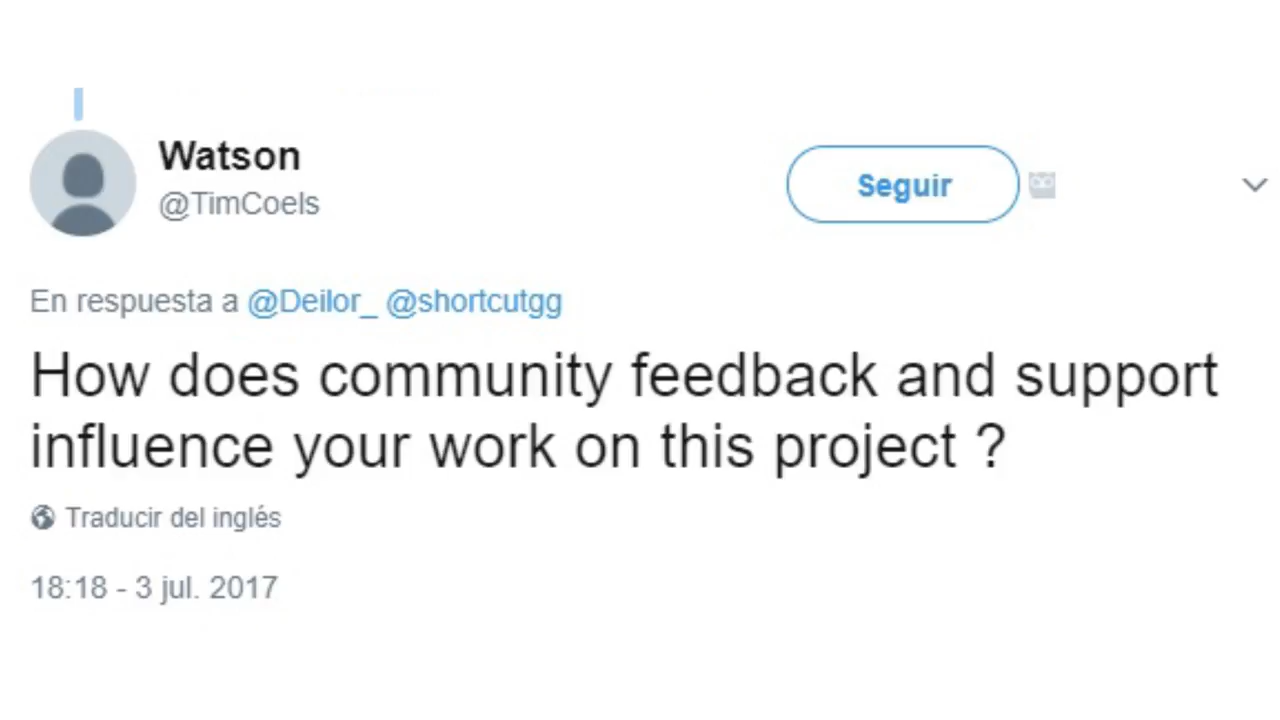 Watson
@TimCoels
Seguir
En respuesta a @Deilor_ @shortcutgg
How does community feedback and support
influence your work on this project ?
Traducir del inglés
18:18 - 3 jul. 2017